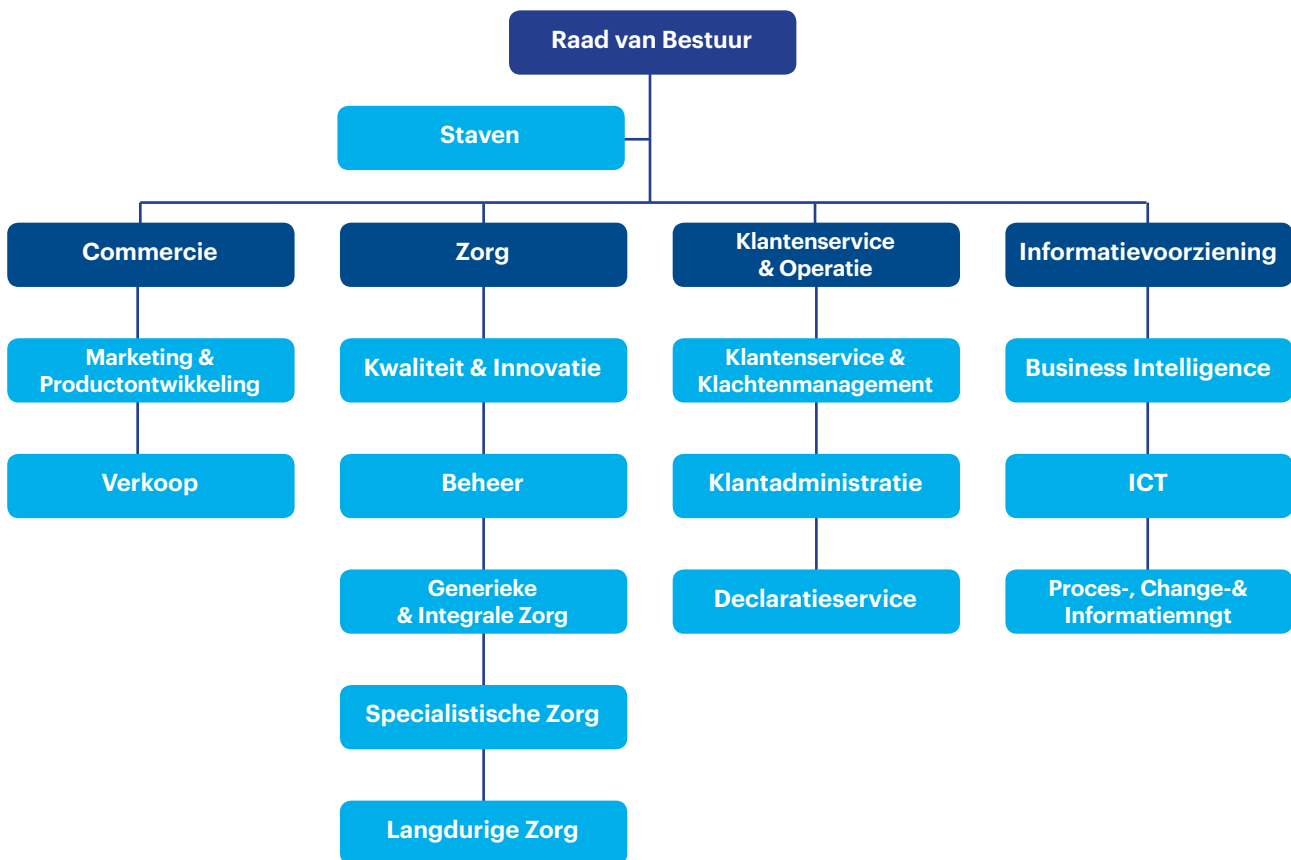 Raad van Bestuur
Staven
Commercie
Zorg
Klantenservice
& Operatie
Informatievoorziening
Marketing &
Productontwikkeling
Kwaliteit & Innovatie
Klantenservice &
Klachtenmanagement
Business Intelligence
Verkoop
Beheer
Klantadministratie
ICT
Generieke
& Integrale Zorg
Declaratieservice
Proces-, Change-&
Informatiemngt
Specialistische Zorg
Langdurige Zorg